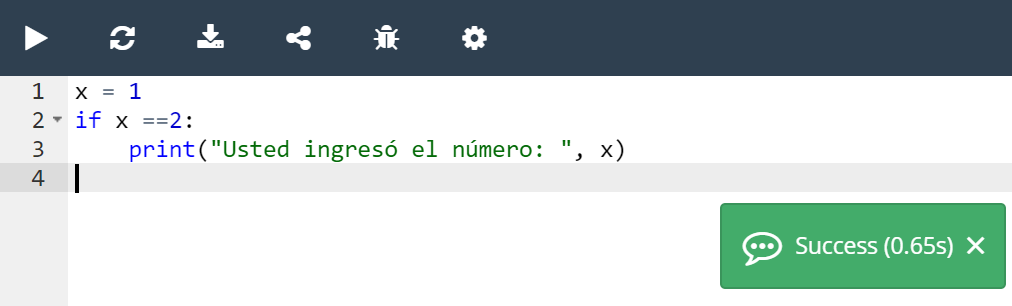 1 x = 1
2 if x ==2:
3     print("Usted ingresó el número: ", x)
4
Success (0.65s)